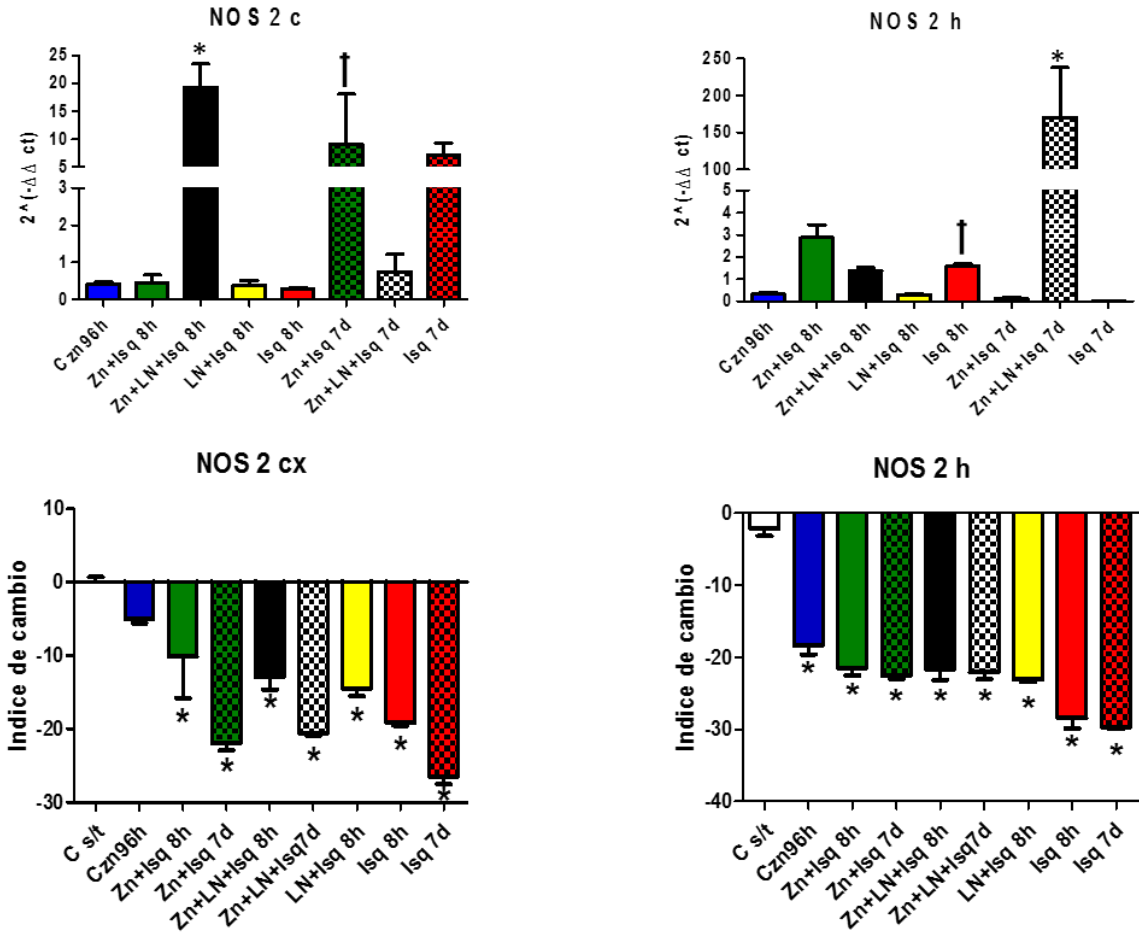 NOS 2 c
2^(-ΔΔ ct)
25
20
15
10
5
3
2
1
0
*
†
Czn96h
Zn+Isq 8h
Zn+LN+Isq 8h
LN+Isq 8h
Isq 8h
Zn+Isq 7d
Zn+LN+Isq 7d
Isq 7d
NOS 2 h
2^(-ΔΔ ct)
250
200
150
100
5
4
3
2
1
0
†
*
Czn96h
Zn+Isq 8h
Zn+LN+Isq 8h
LN+Isq 8h
Isq 8h
Zn+Isq 7d
Zn+LN+Isq 7d
Isq 7d
NOS 2 cx
Indice de cambio
10
0
-10
-20
-30
* * * * * * *
C s/t
Czn96h
Zn+Isq 8h
Zn+Isq 7d
Zn+LN+Isq 8h
Zn+LN+Isq7d
LN+Isq 8h
Isq 8h
Isq 7d
NOS 2 h
Indice de cambio
0
-10
-20
-30
-40
* * * * * * * *
C s/t
Czn96h
Zn+Isq 8h
Zn+Isq 7d
Zn+LN+Isq 8h
Zn+LN+Isq7d
LN+Isq 8h
Isq 8h
Isq 7d